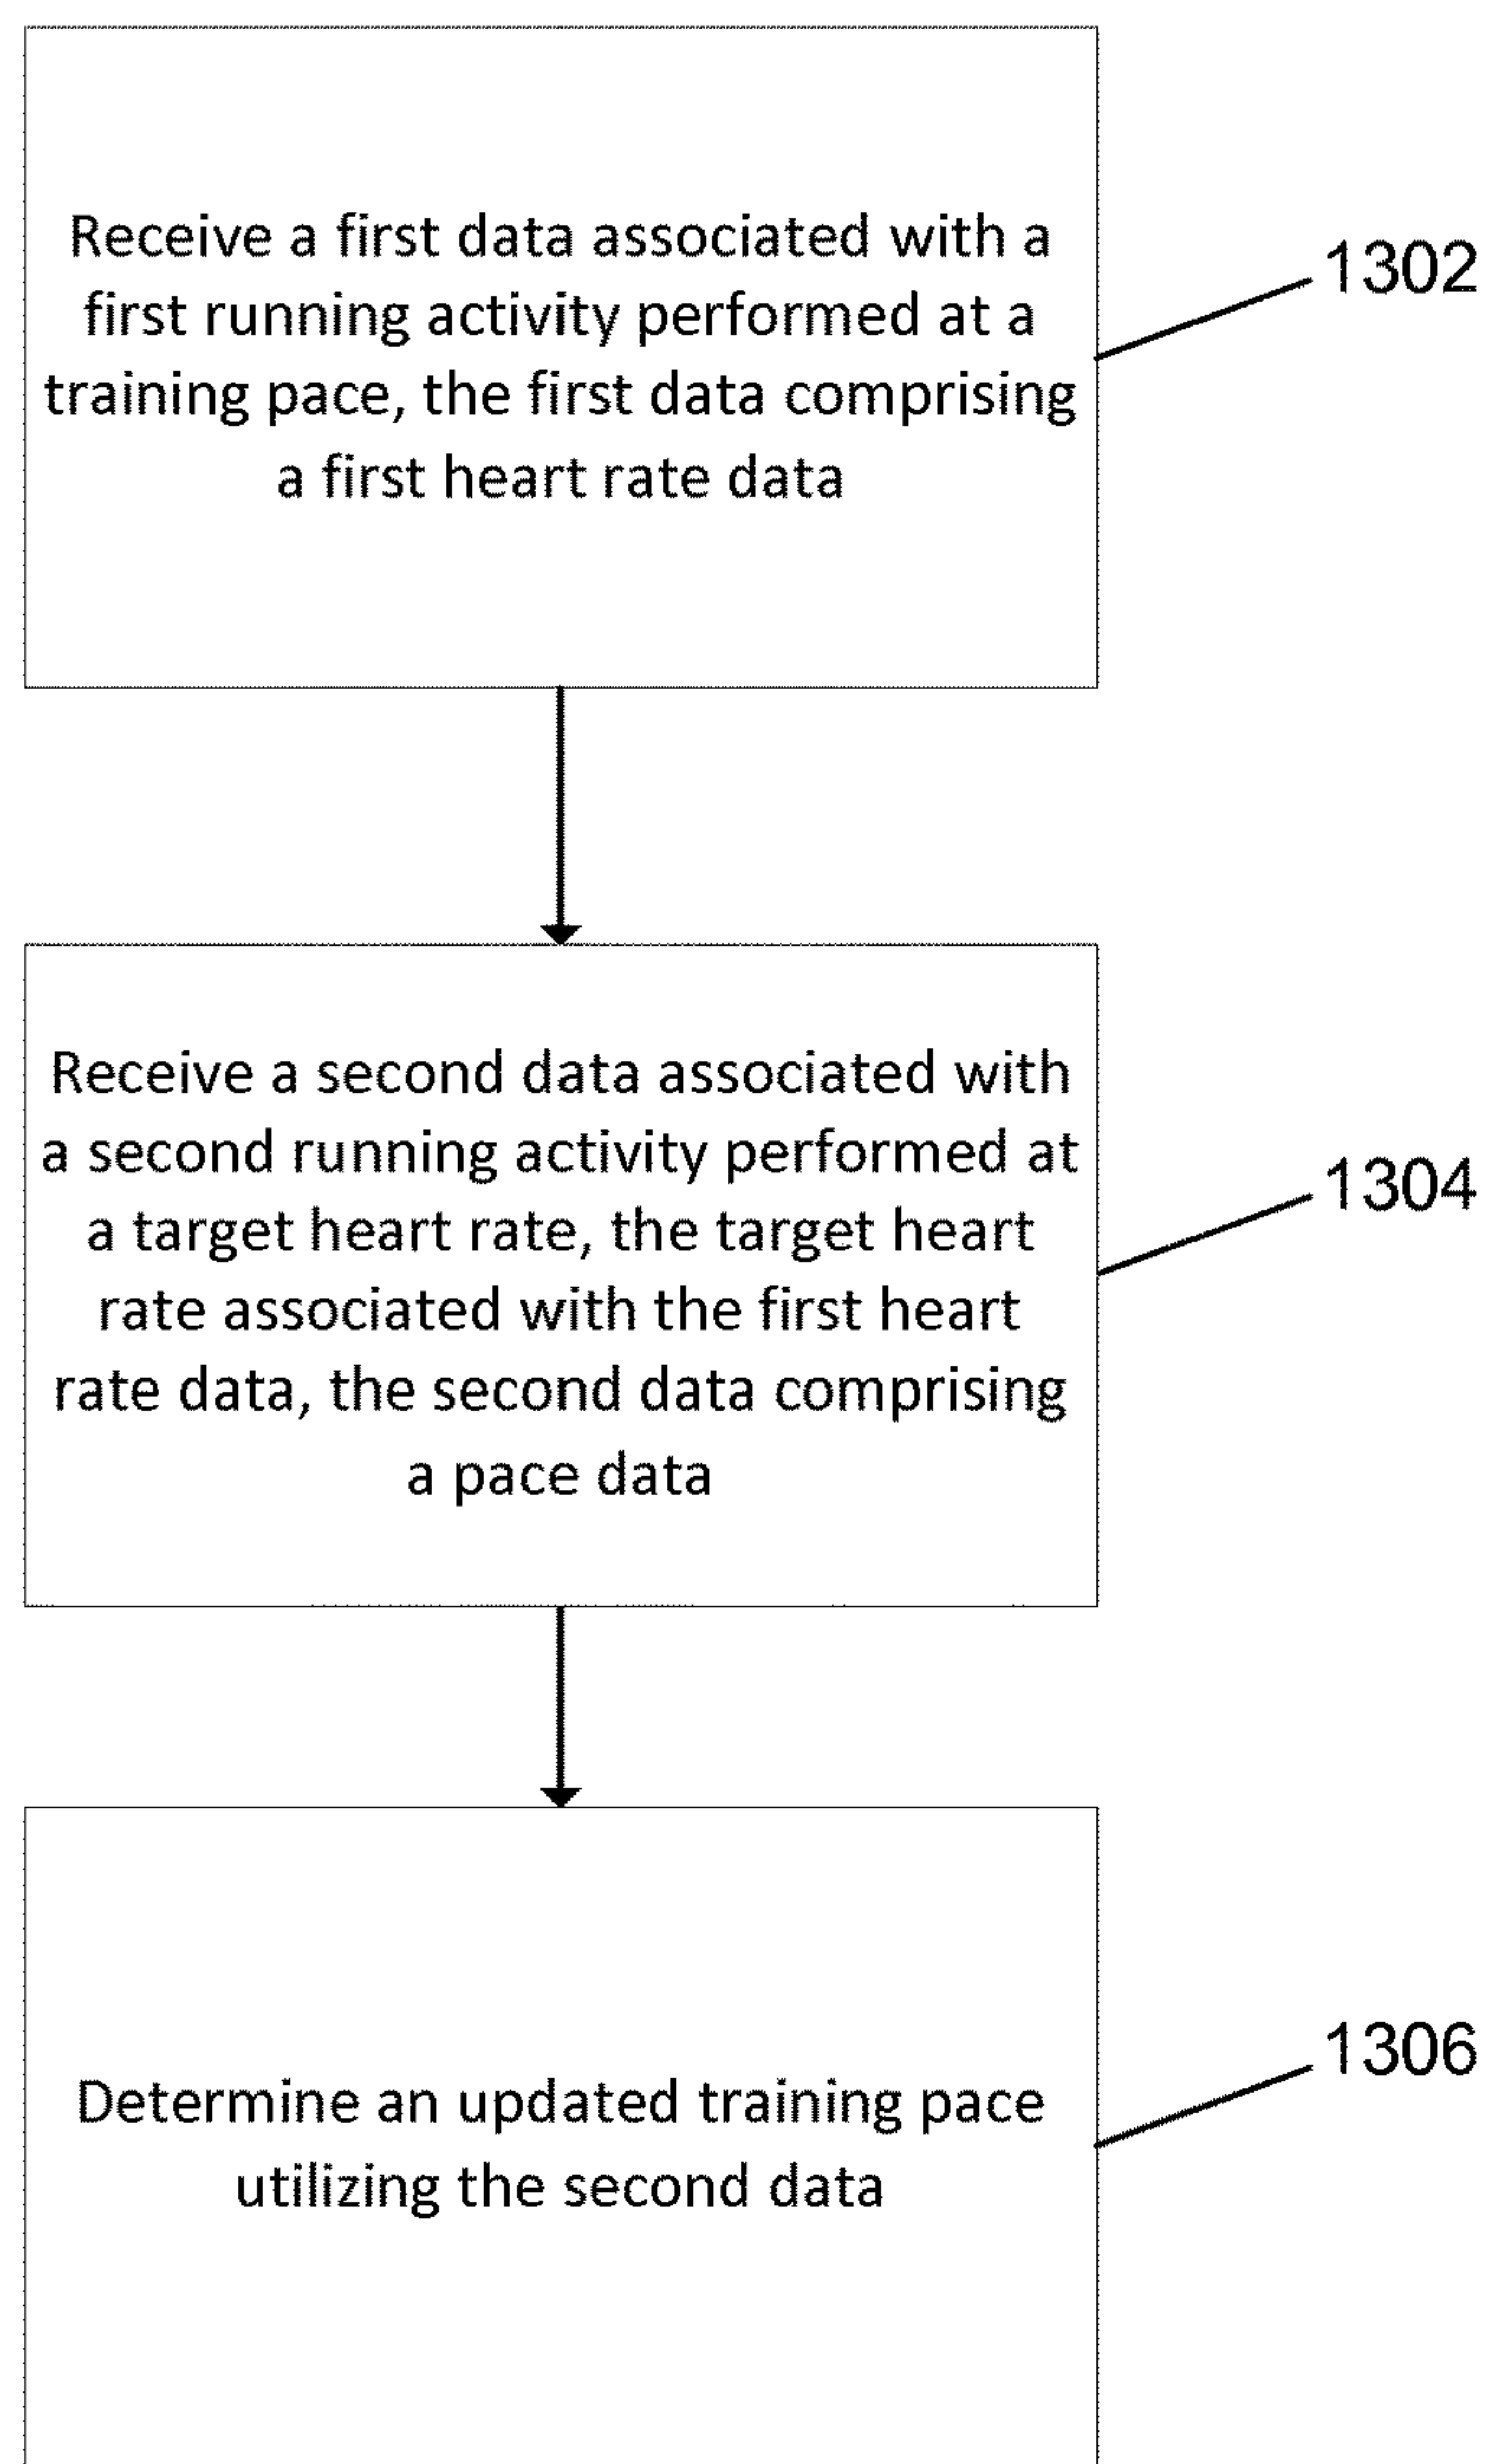 Receive a first data associated with a
first running activity performed at a
training pace, the first data comprising
a first heart rate data
1302
Receive a second data associated with
a second running activity performed at
a target heart rate, the target heart
rate associated with the first heart
rate data, the second data comprising
a pace data
1304
Determine an updated training pace
utilizing the second data
1306